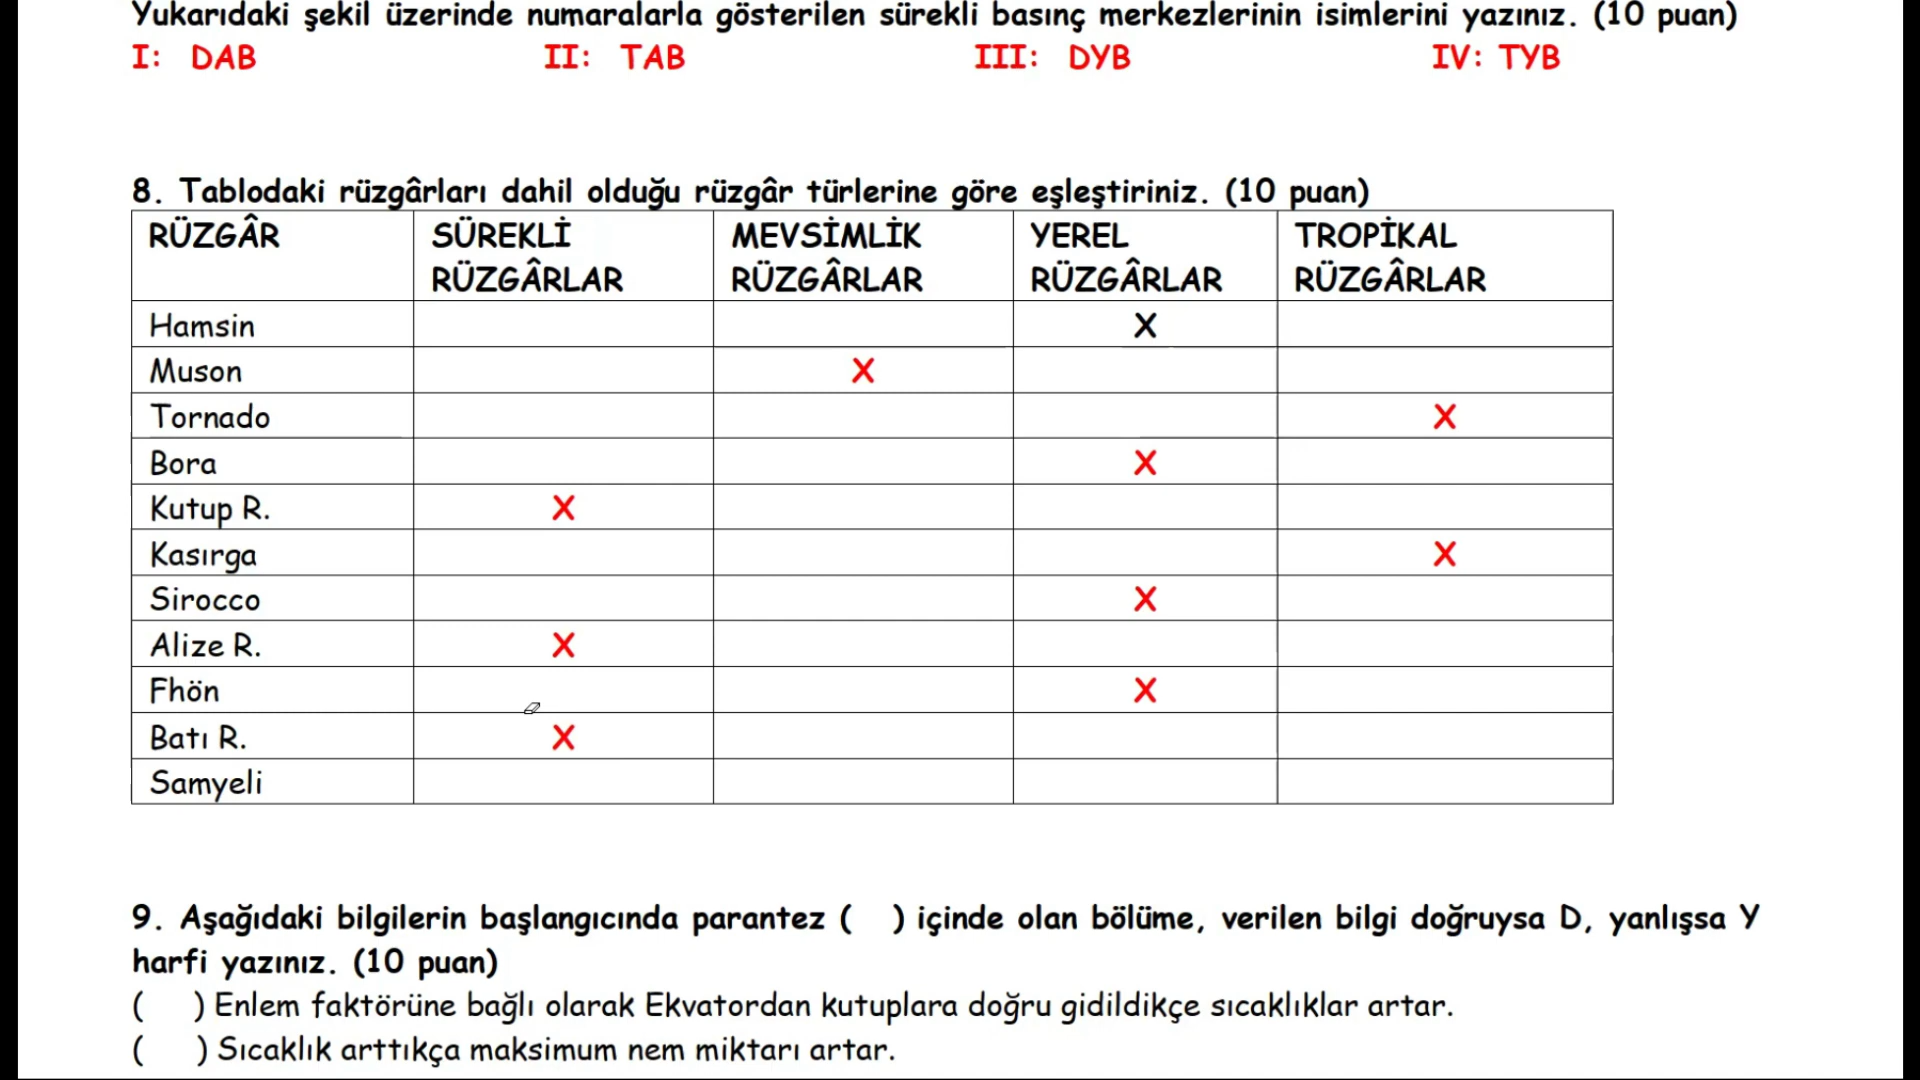 Yukarıdaki şekil üzerinde numaralarla gösterilen sürekli basınç merkezlerinin isimlerini yazınız. (10 puan)
I: DAB II: TAB III: DYB IV: TYB
8. Tablodaki rüzgârları dahil olduğu rüzgâr türlerine göre eşleştiriniz. (10 puan)
RÜZGÂR SÜREKLİ RÜZGÂRLAR MEVSİMLİK RÜZGÂRLAR YEREL RÜZGÂRLAR TROPİKAL RÜZGÂRLAR
Hamsin X
Muson X
Tornado X
Bora X
Kutup R. X
Kasırga X
Sirocco X
Alize R. X
Fhön X
Batı R. X
Samyeli
9. Aşağıdaki bilgilerin başlangıcında parantez ( ) içinde olan bölüme, verilen bilgi doğruysa D, yanlışsa Y
harfi yazınız. (10 puan)
( ) Enlem faktörüne bağlı olarak Ekvatordan kutuplara doğru gidildikçe sıcaklıklar artar.
( ) Sıcaklık arttıkça maksimum nem miktarı artar.